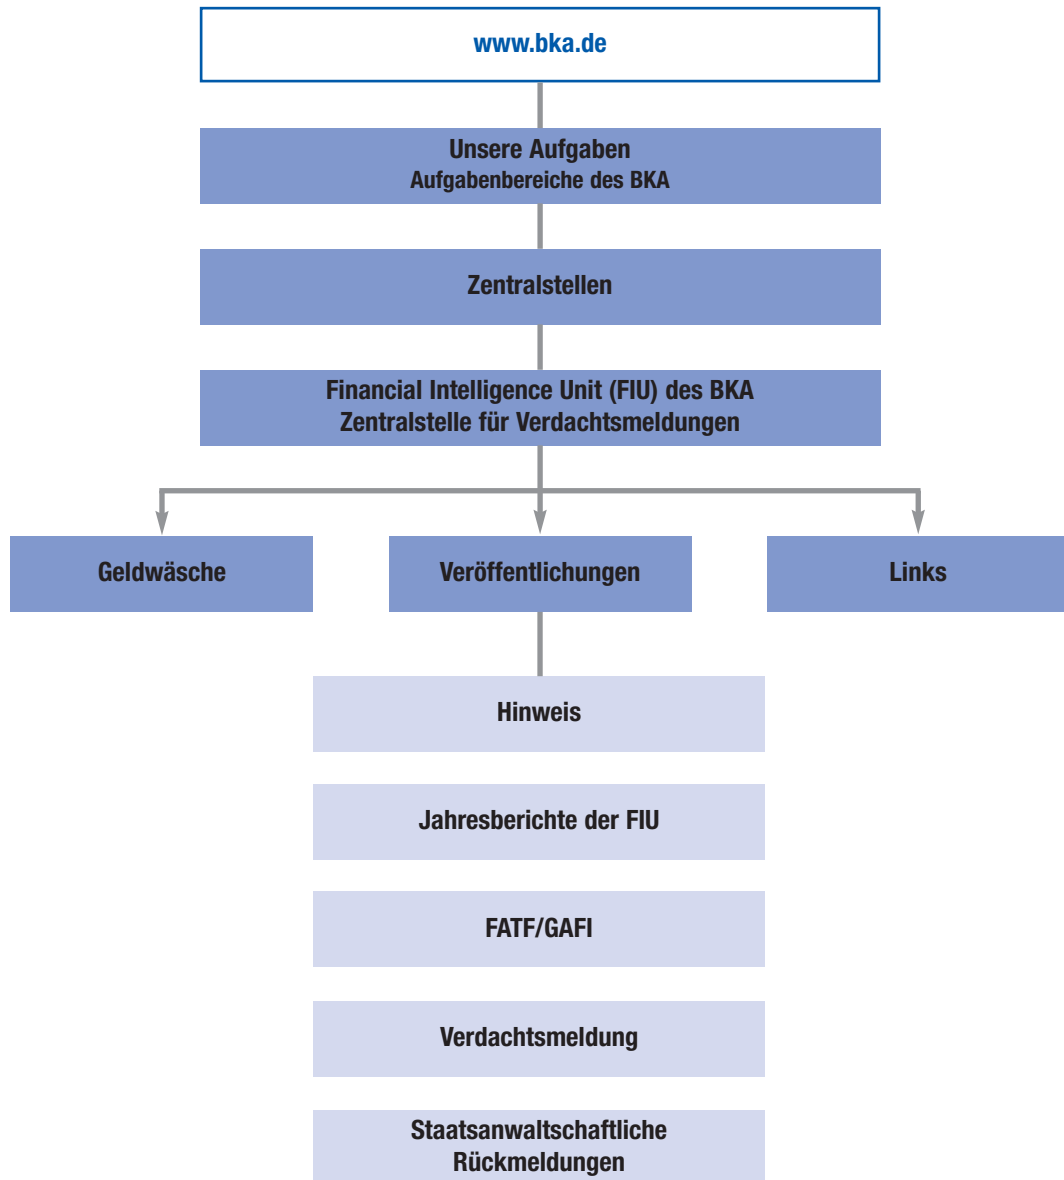 www.bka.de
Unsere Aufgaben
Aufgabenbereiche des BKA
Zentralstellen
Financial Intelligence Unit (FIU) des BKA
Zentralstelle für Verdachtsmeldungen
Geldwäsche
Veröffentlichungen
Links
Hinweis
Jahresberichte der FIU
FATF/GAFI
Verdachtsmeldung
Staatsanwaltschaftliche
Rückmeldungen